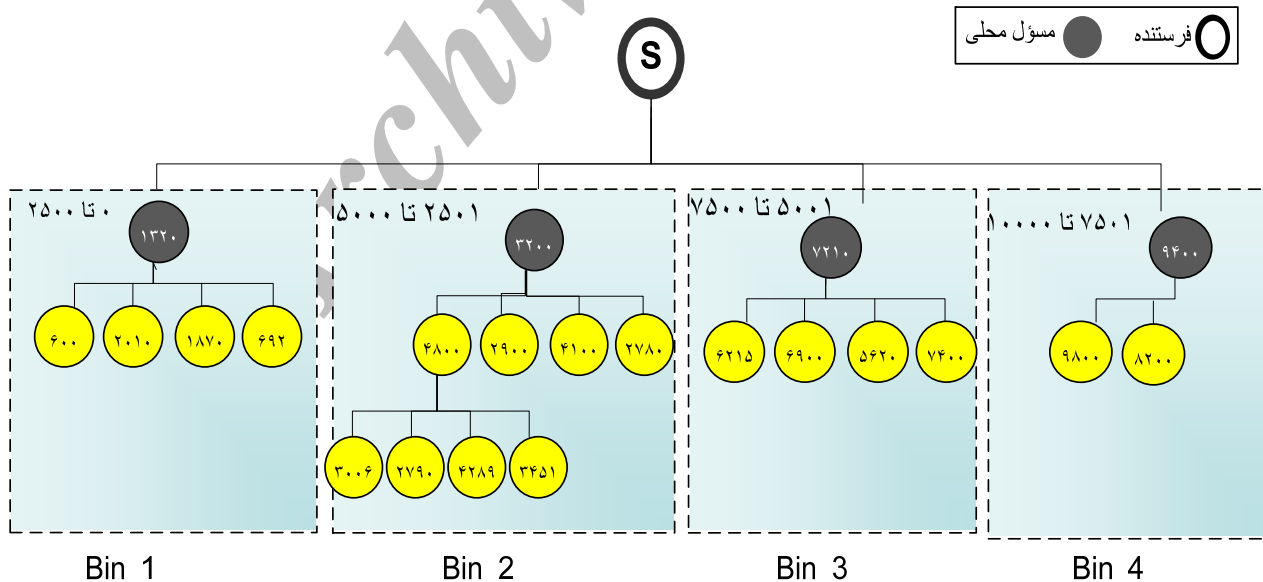 فرستنده
مسؤل محلی
S
۰ تا ۲۵۰۰
۲۵۰۱ تا ۵۰۰۰
۵۰۰۱ تا ۷۵۰۰
۷۵۰۱ تا ۱۰۰۰۰
۱۳۲۰
۳۲۰۰
۷۲۱۰
۹۴۰۰
۶۰۰ ۲۰۱۰ ۱۸۷۰ ۶۹۲
۴۸۰۰ ۲۹۰۰ ۴۱۰۰ ۲۷۸۰
۶۲۱۵ ۶۹۰۰ ۵۶۲۰ ۷۴۰۰
۹۸۰۰ ۸۲۰۰
۳۰۰۶ ۲۷۹۰ ۴۲۸۹ ۳۴۵۱
Bin 1
Bin 2
Bin 3
Bin 4